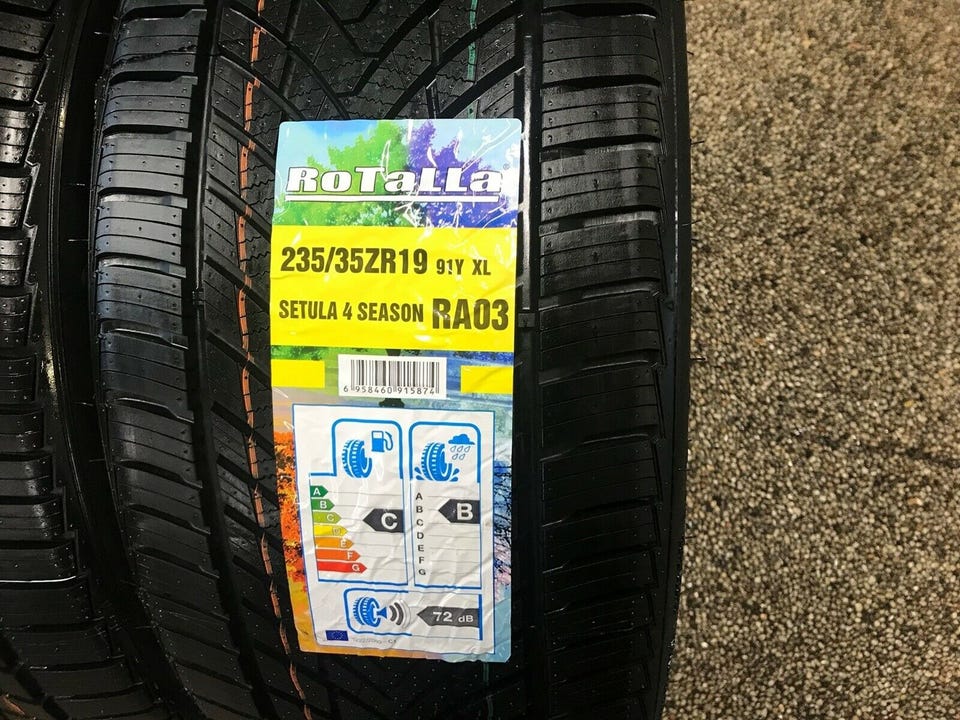 RoTaLLa
235/35ZR19 91Y XL
SETULA 4 SEASON RA03
6 958460 915874
A
B
C
E
F
G
C
A
B
C
D
E
F
G
B
72 dB